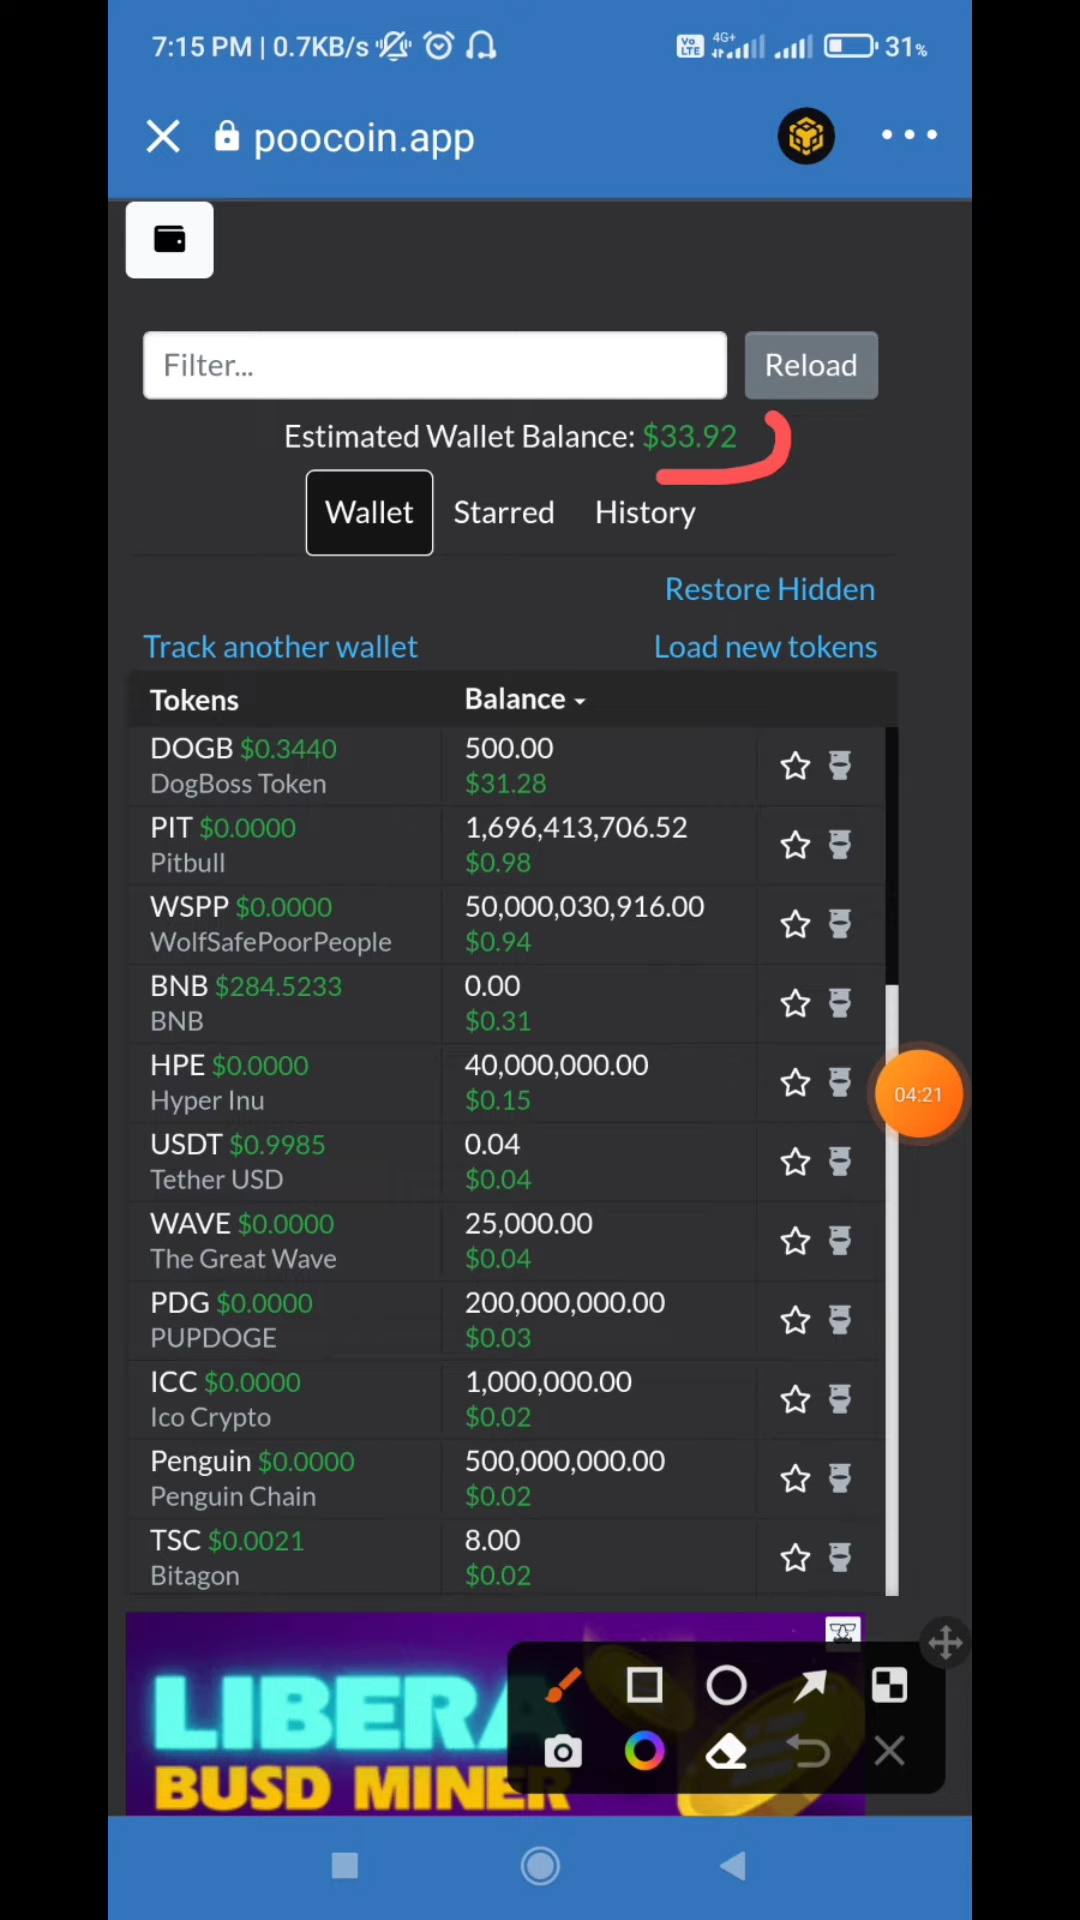 7:15 PM | 0.7KB/s Vo LTE 4G+ 31%
poocoin.app
Filter... Reload
Estimated Wallet Balance: $33.92
Wallet Starred History
Restore Hidden
Track another wallet Load new tokens
Tokens Balance
DOGB $0.3440 500.00
DogBoss Token $31.28
PIT $0.0000 1,696,413,706.52
Pitbull $0.98
WSPP $0.0000 50,000,030,916.00
WolfSafePoorPeople $0.94
BNB $284.5233 0.00
BNB $0.31
HPE $0.0000 40,000,000.00
Hyper Inu $0.15
04:21
USDT $0.9985 0.04
Tether USD $0.04
WAVE $0.0000 25,000.00
The Great Wave $0.04
PDG $0.0000 200,000,000.00
PUPDOGE $0.03
ICC $0.0000 1,000,000.00
Ico Crypto $0.02
Penguin $0.0000 500,000,000.00
Penguin Chain $0.02
TSC $0.0021 8.00
Bitagon $0.02
LIBERA
BUSD MINER